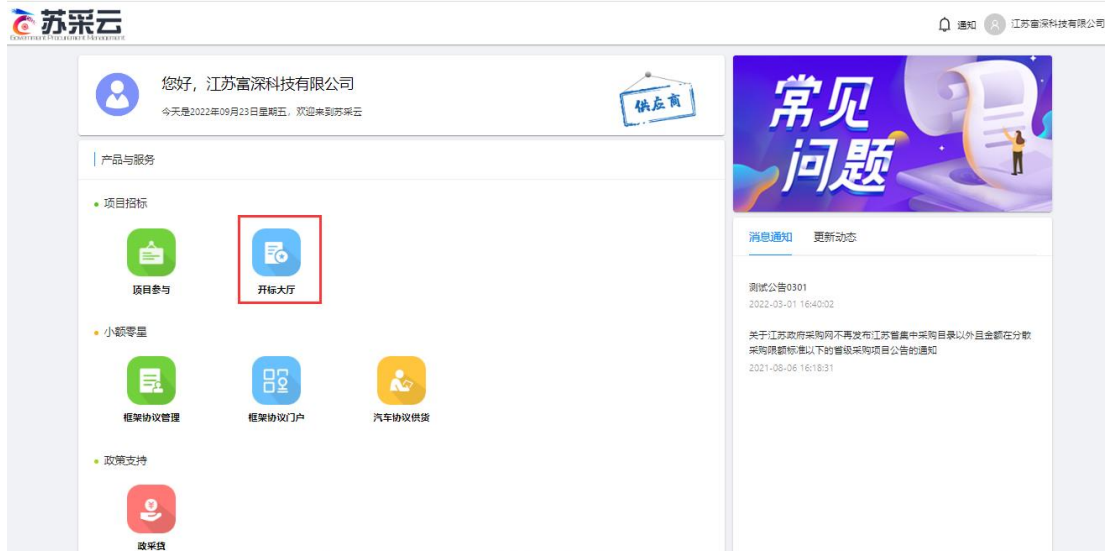 苏采云
Government Procurement Management
通知
江苏富深科技有限公司
您好，江苏富深科技有限公司
今天是2022年09月23日星期五，欢迎来到苏采云
供应商
常见
问题
产品与服务
项目招标
项目参与
开标大厅
小额零星
框架协议管理
框架协议门户
汽车协议供货
政策支持
政采贷
消息通知
更新动态
测试公告0301
2022-03-01 16:40:02
关于江苏政府采购网不再发布江苏省集中采购目录以外且金额在分散
采购限额标准以下的省级采购项目公告的通知
2021-08-06 16:18:31